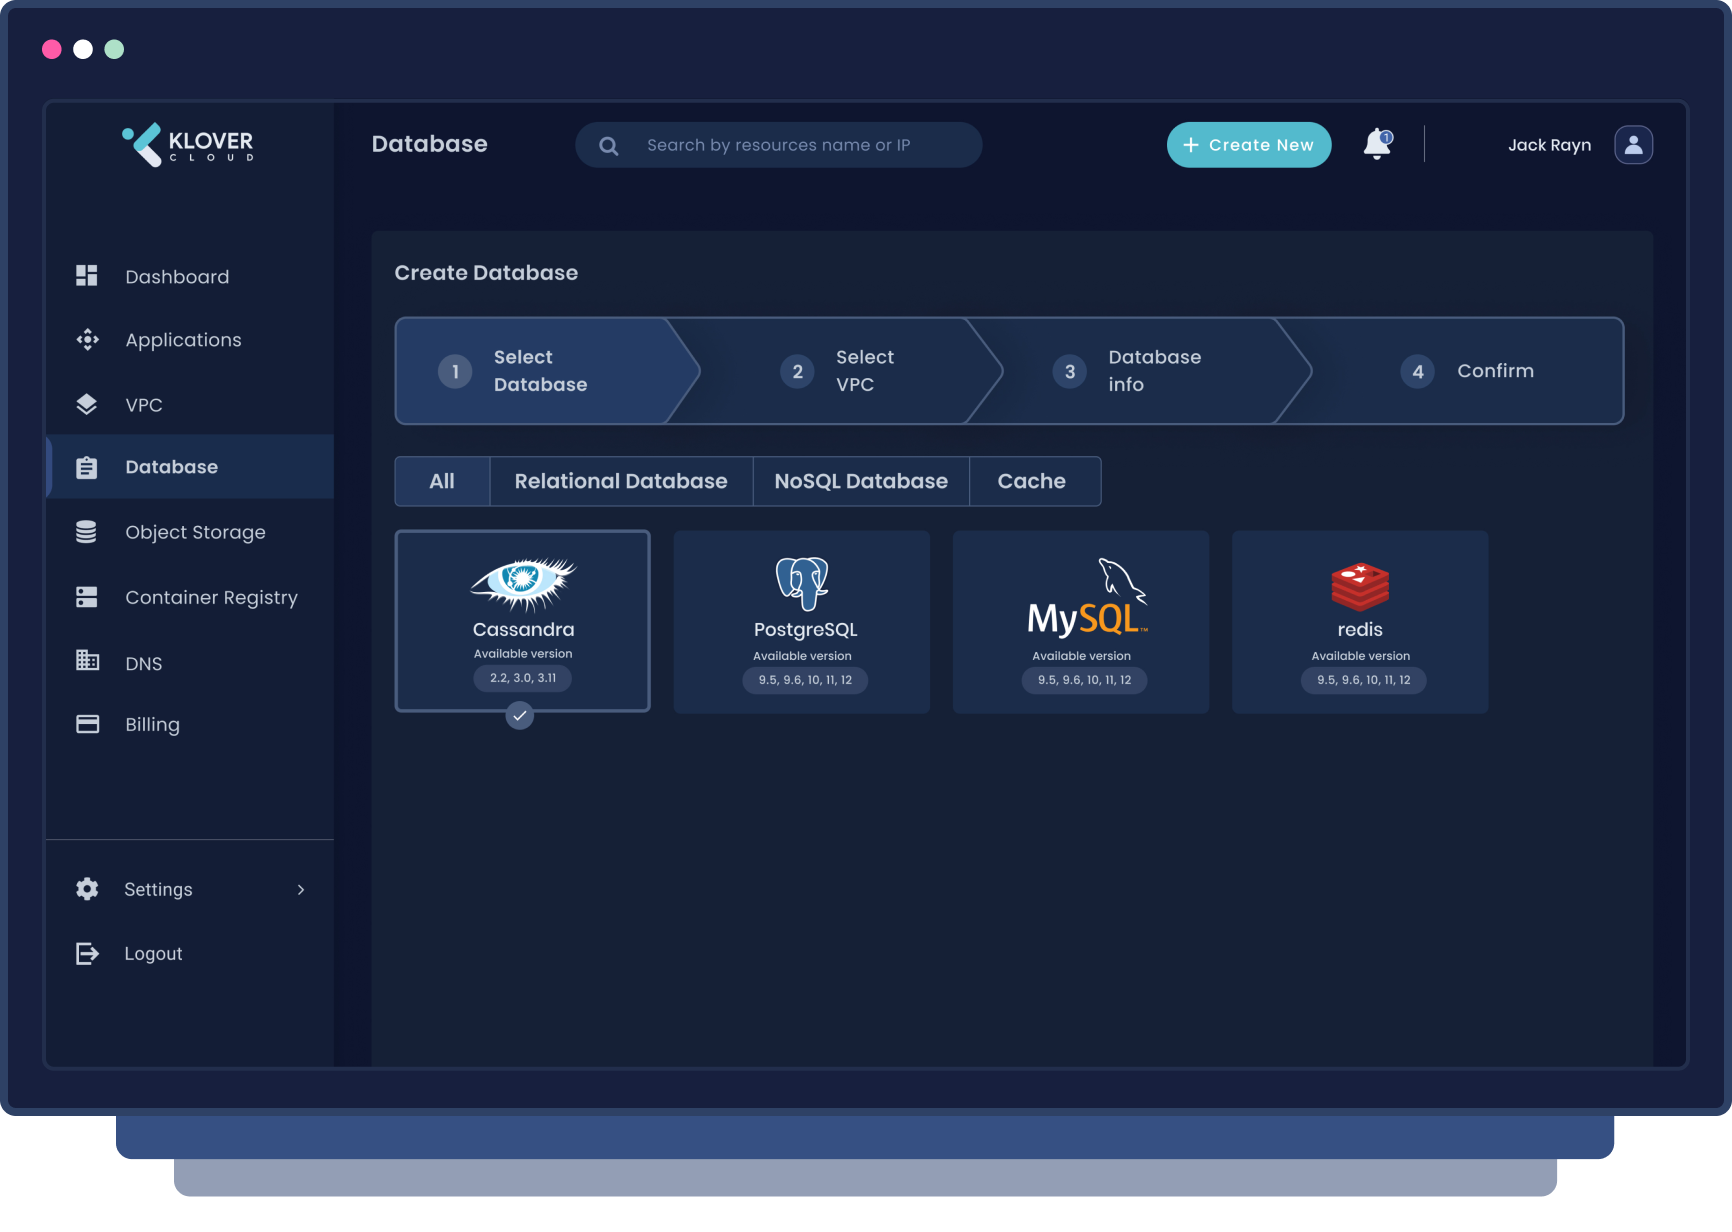 KLOVER
CLOUD
Database
Search by resources name or IP
+ Create New
1
Jack Rayn
Dashboard
Applications
VPC
Database
Object Storage
Container Registry
DNS
Billing
Settings
Logout
Create Database
1
Select
Database
2
Select
VPC
3
Database
info
4
Confirm
All
Relational Database
NoSQL Database
Cache
Cassandra
Available version
2.2, 3.0, 3.11
PostgreSQL
Available version
9.5, 9.6, 10, 11, 12
MySQL™
Available version
9.5, 9.6, 10, 11, 12
redis
Available version
9.5, 9.6, 10, 11, 12